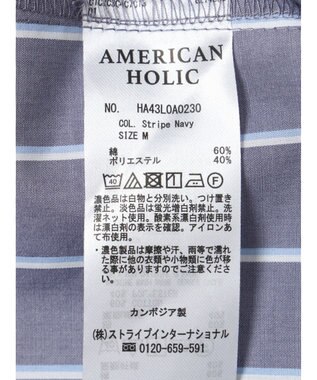 AMERICAN
HOLIC
NO. HA43L0A0230
COL. Stripe Navy
SIZE M
綿 60%
ポリエステル 40%
40
F
濃色品は白物と分別洗い。つけ置き
禁止。淡色品は蛍光増白剤禁止。洗
濯ネット使用。酸素系漂白剤使用時
は漂白剤の表示を確認。アイロンあ
て布使用。
・濃色製品は摩擦や汗、雨等で濡れ
た際に他の衣類や小物類に色が移
る事がありますのでご注意くださ
い。
カンボジア製
(株)ストライプインターナショナル
0120-659-591